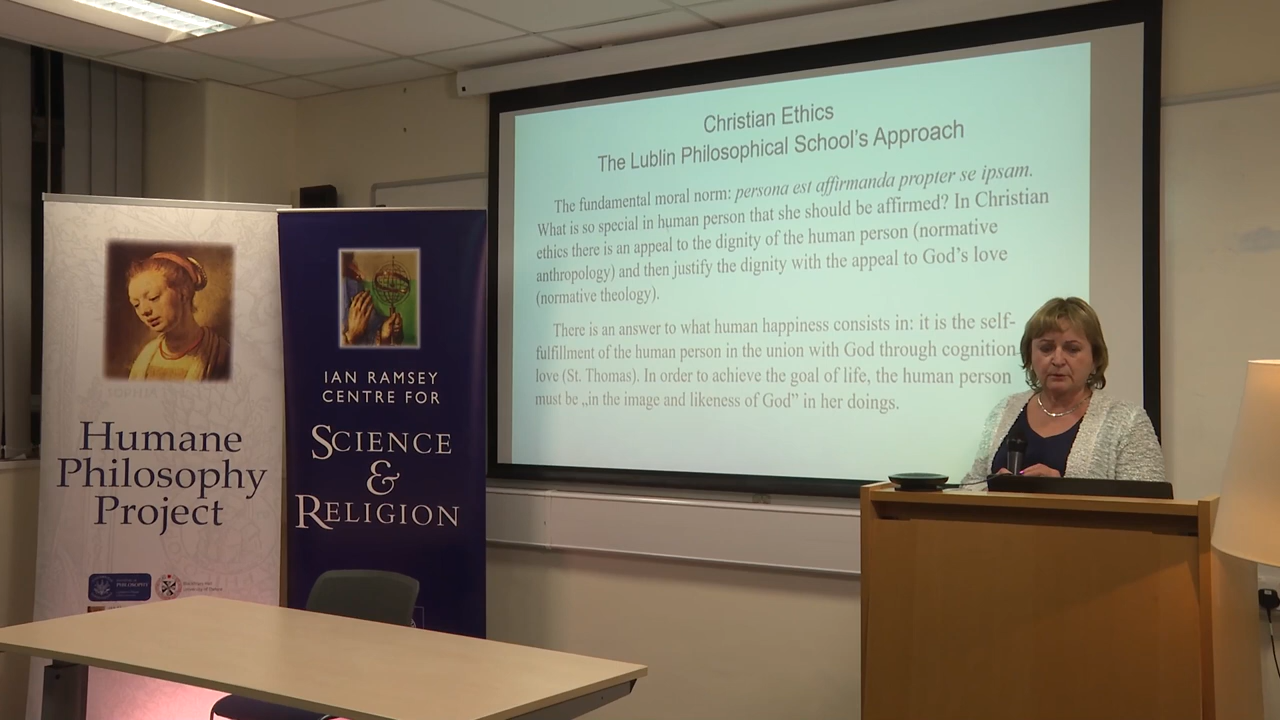 Christian Ethics
The Lublin Philosophical School's Approach
The fundamental moral norm: persona est affirmanda propter se ipsam.
What is so special in human person that she should be affirmed? In Christian
ethics there is an appeal to the dignity of the human person (normative
anthropology) and then justify the dignity with the appeal to God's love
(normative theology).
There is an answer to what human happiness consists in: it is the self-
fulfillment of the human person in the union with God through cognition
love (St. Thomas). In order to achieve the goal of life, the human person
must be „in the image and likeness of God" in her doings.
Humane
Philosophy
Project
PHILOSOPHY
IAN RAMSEY
CENTRE FOR
SCIENCE
&
RELIGION